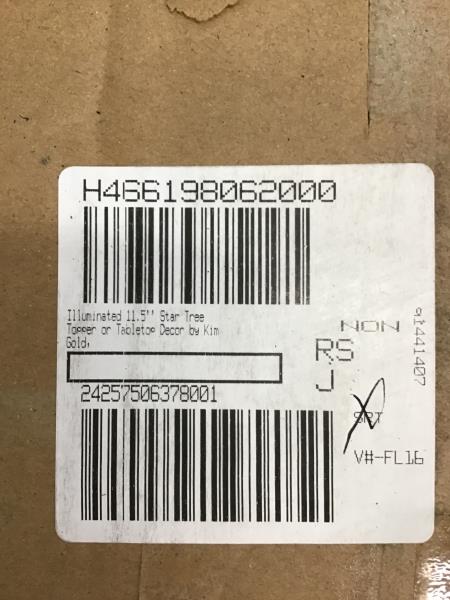 H466198062000
Illuminated 11.5'' Star Tree
Topper or Tabletop Decor by Kim
Gold,
24257506378001
NON
RS
J
SRT
V#-FL16
91441407